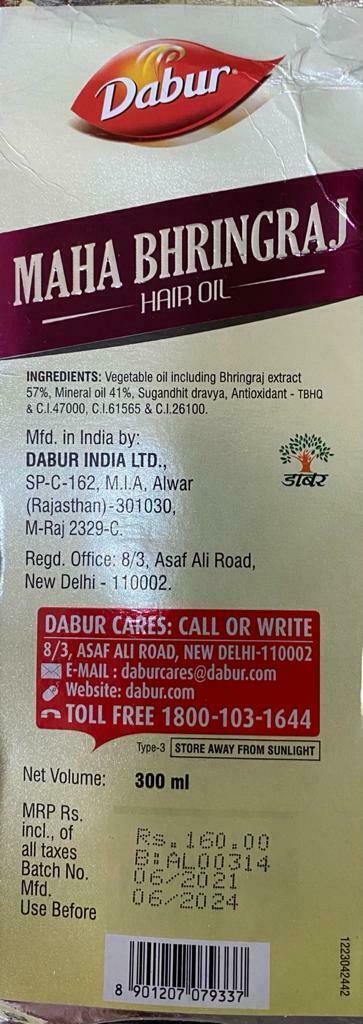 Dabur
MAHA BHRINGRAJ
HAIR OIL
INGREDIENTS: Vegetable oil including Bhringraj extract
57%, Mineral oil 41%, Sugandhit dravya, Antioxidant - TBHQ
& C.I.47000, C.I.61565 & C.I.26100.
Mfd. in India by:
DABUR INDIA LTD.,
SP-C-162, M.I.A, Alwar
(Rajasthan)-301030,
M-Raj 2329-C.
डाबर
Regd. Office: 8/3, Asaf Ali Road,
New Delhi - 110002.
DABUR CARES: CALL OR WRITE
8/3, ASAF ALI ROAD, NEW DELHI-110002
E-MAIL : daburcares@dabur.com
Website: dabur.com
TOLL FREE 1800-103-1644
Type-3 STORE AWAY FROM SUNLIGHT
Net Volume: 300 ml
MRP Rs.
incl., of
all taxes
Batch No.
Mfd.
Use Before
Rs. 160.00
B:AL00314
06/2021
06/2024
8 901207 079337
1223042442